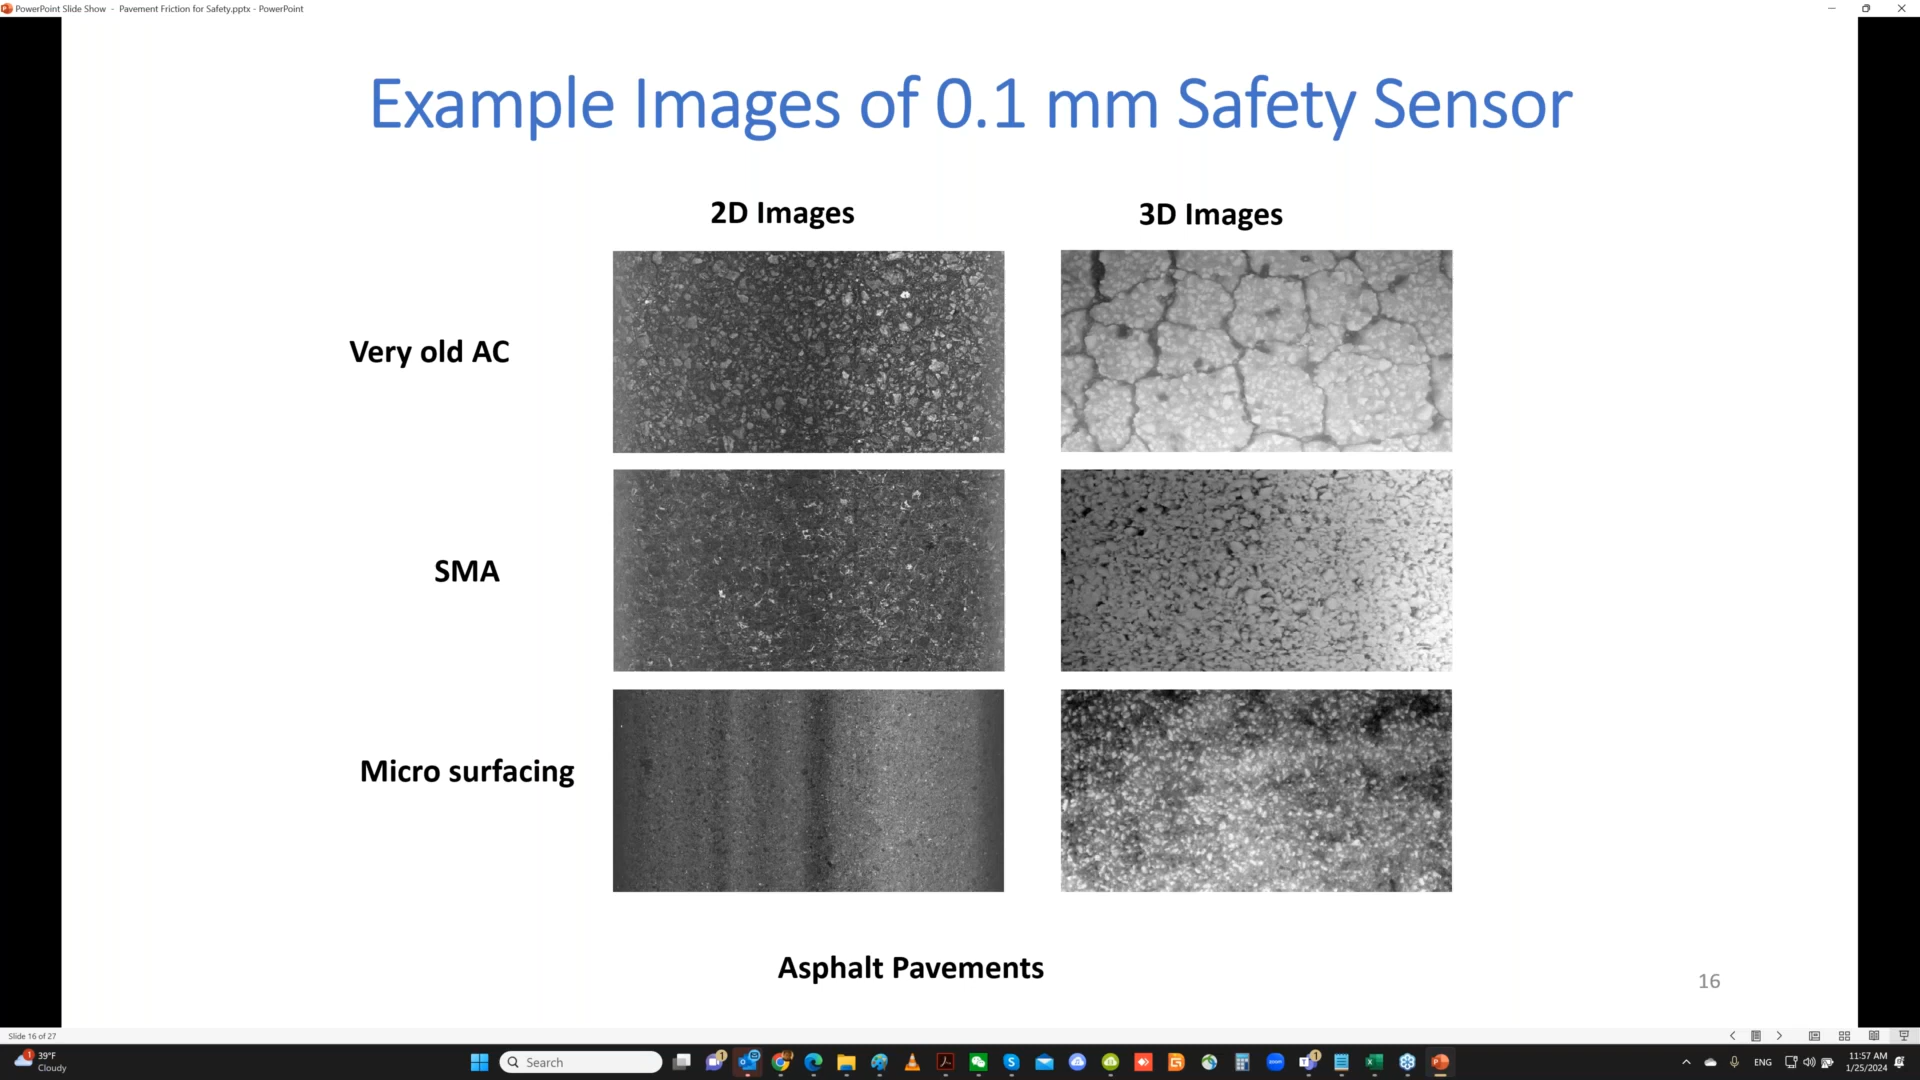 PowerPoint Slide Show - Pavement Friction for Safety.pptx - PowerPoint
Example Images of 0.1 mm Safety Sensor
2D Images
3D Images
Very old AC
SMA
Micro surfacing
Asphalt Pavements
16
Slide 16 of 27
39°F
Cloudy
Search
ENG
11:57 AM
1/25/2024